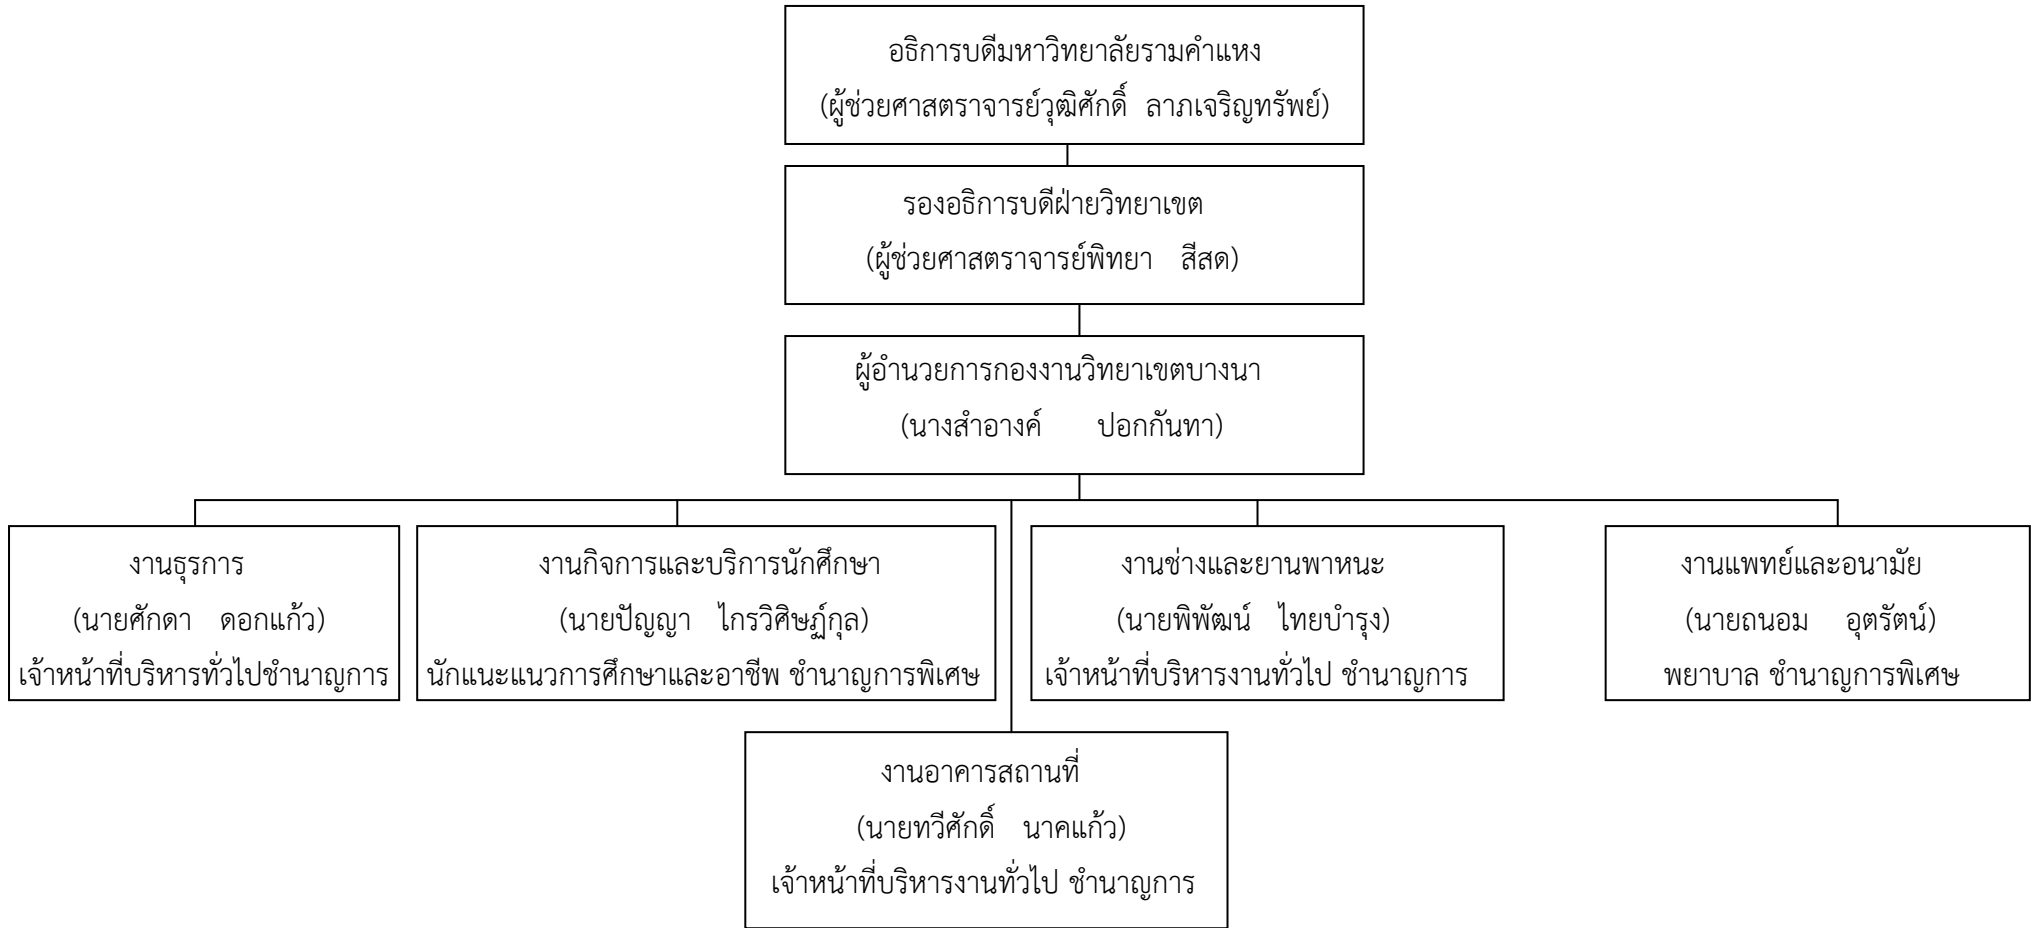 อธิการบดีมหาวิทยาลัยรามคำแหง
(ผู้ช่วยศาสตราจารย์วุฒิศักดิ์ ลาภเจริญทรัพย์)
รองอธิการบดีฝ่ายวิทยาเขต
(ผู้ช่วยศาสตราจารย์พิทยา สีสด)
ผู้อำนวยการกองงานวิทยาเขตบางนา
(นางสำอางค์ ปอกกันทา)
งานธุรการ
(นายศักดา ดอกแก้ว)
เจ้าหน้าที่บริหารทั่วไปชำนาญการ
งานกิจการและบริการนักศึกษา
(นายปัญญา ไกรวิศิษฏ์กุล)
นักแนะแนวการศึกษาและอาชีพ ชำนาญการพิเศษ
งานช่างและยานพาหนะ
(นายพิพัฒน์ ไทยบำรุง)
เจ้าหน้าที่บริหารงานทั่วไป ชำนาญการ
งานแพทย์และอนามัย
(นายถนอม อุตรัตน์)
พยาบาล ชำนาญการพิเศษ
งานอาคารสถานที่
(นายทวีศักดิ์ นาคแก้ว)
เจ้าหน้าที่บริหารงานทั่วไป ชำนาญการ